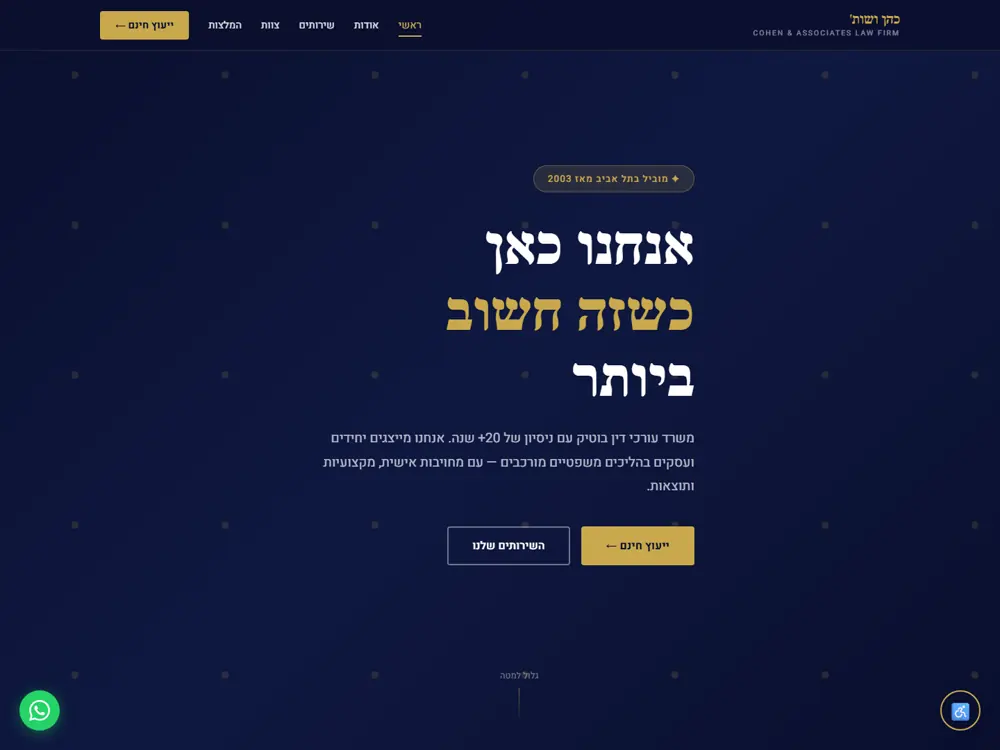 כהן ושות'
COHEN & ASSOCIATES LAW FIRM
ראשי
אודות
שירותים
צוות
המלצות
ייעוץ חינם ←
✦ מוביל בתל אביב מאז 2003
אנחנו כאן
כשזה חשוב
ביותר
משרד עורכי דין בוטיק עם ניסיון של 20+ שנה. אנחנו מייצגים יחידים
ועסקים בהליכים משפטיים מורכבים — עם מחויבות אישית, מקצועיות
ותוצאות.
ייעוץ חינם ←
השירותים שלנו
גלול למטה